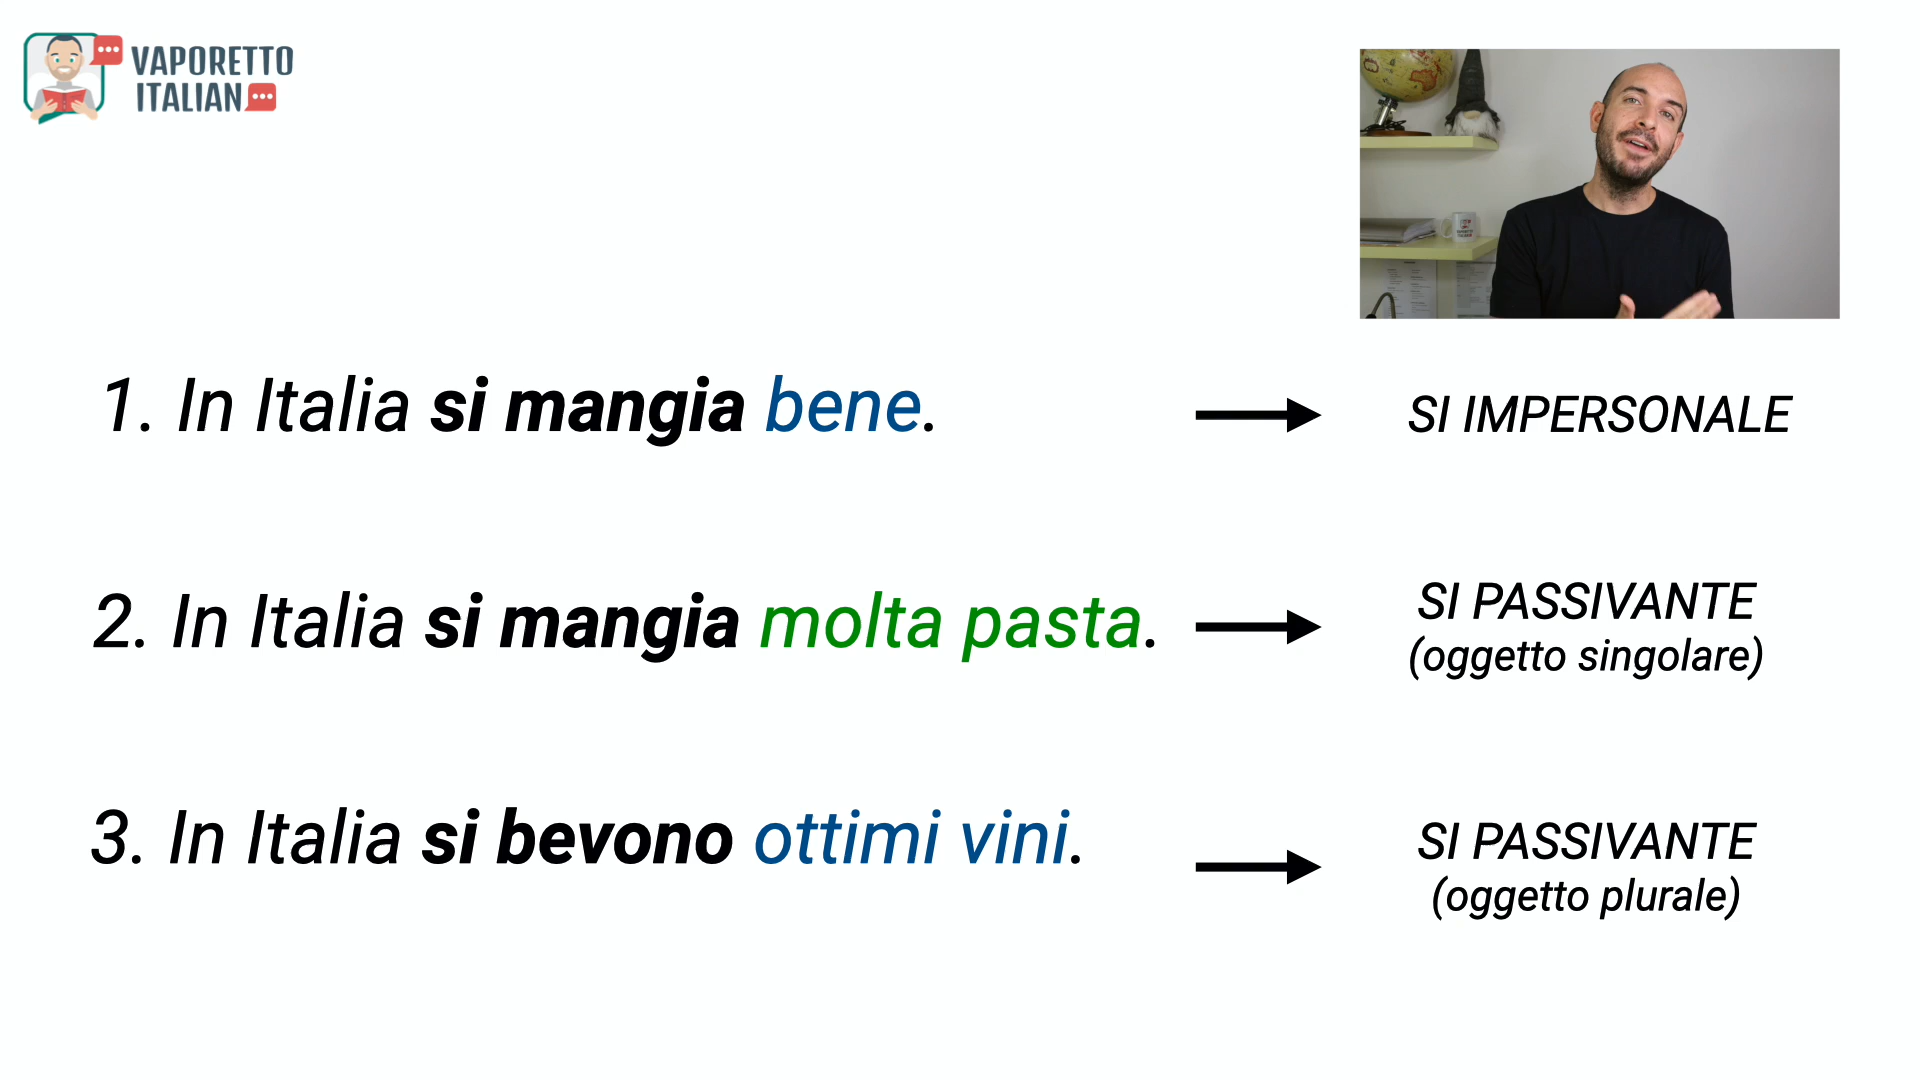 VAPORETTO
ITALIAN
1. In Italia si mangia bene.
SI IMPERSONALE
2. In Italia si mangia molta pasta.
SI PASSIVANTE
(oggetto singolare)
3. In Italia si bevono ottimi vini.
SI PASSIVANTE
(oggetto plurale)